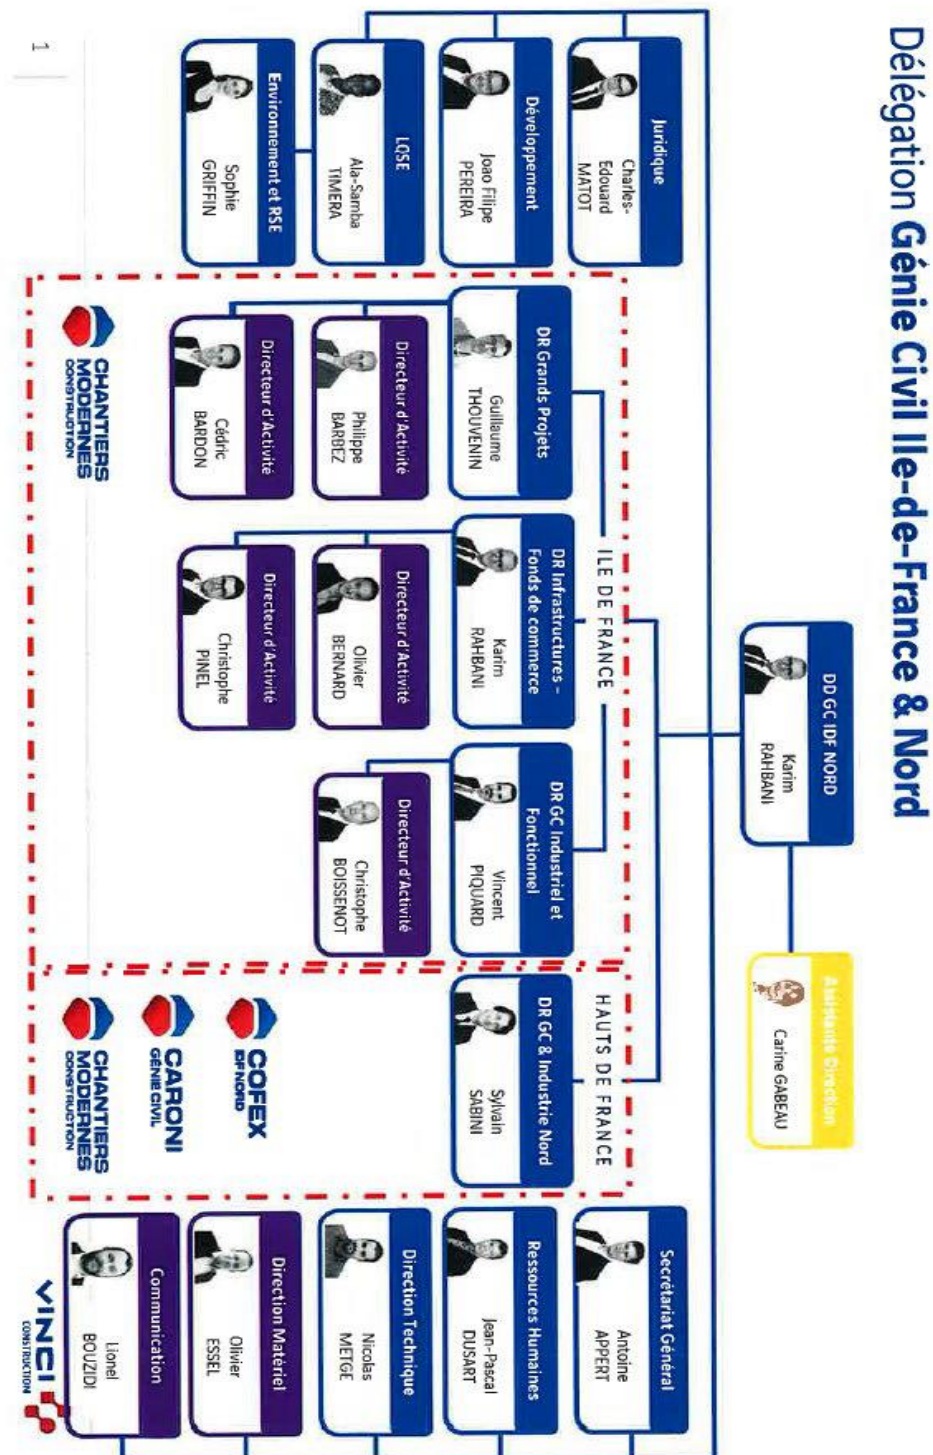 Délégation Génie Civil Ile-de-France & Nord
DD GC IDF NORD
Karim
RAHBANI
Assistante Direction
Carine GABEAU
Juridique
Charles-
Edouard
MATOT
Développement
Joao Filipe
PEREIRA
LQSE
Ala-Samba
TIMERA
Environnement et RSE
Sophie
GRIFFIN
ILE DE FRANCE
DR Grands Projets
Guillaume
THOUVENIN
Directeur d'Activité
Philippe
BARBEZ
Directeur d'Activité
Cédric
BARDON
DR Infrastructures –
Fonds de commerce
Karim
RAHBANI
Directeur d'Activité
Olivier
BERNARD
Directeur d'Activité
Christophe
PINEL
DR GC Industriel et
Fonctionnel
Vincent
PIQUARD
Directeur d'Activité
Christophe
BOISSENOT
CHANTIERS
MODERNES
CONSTRUCTION
HAUTS DE FRANCE
DR GC & Industrie Nord
Sylvain
SABINI
COFEX
IDF NORD
CARONI
GÉNIE CIVIL
CHANTIERS
MODERNES
CONSTRUCTION
Secrétariat Général
Antoine
APPERT
Ressources Humaines
Jean-Pascal
DUSART
Direction Technique
Nicolas
METGE
Direction Matériel
Olivier
ESSEL
Communication
Lionel
BOUZIDI
VINCI
CONSTRUCTION
1